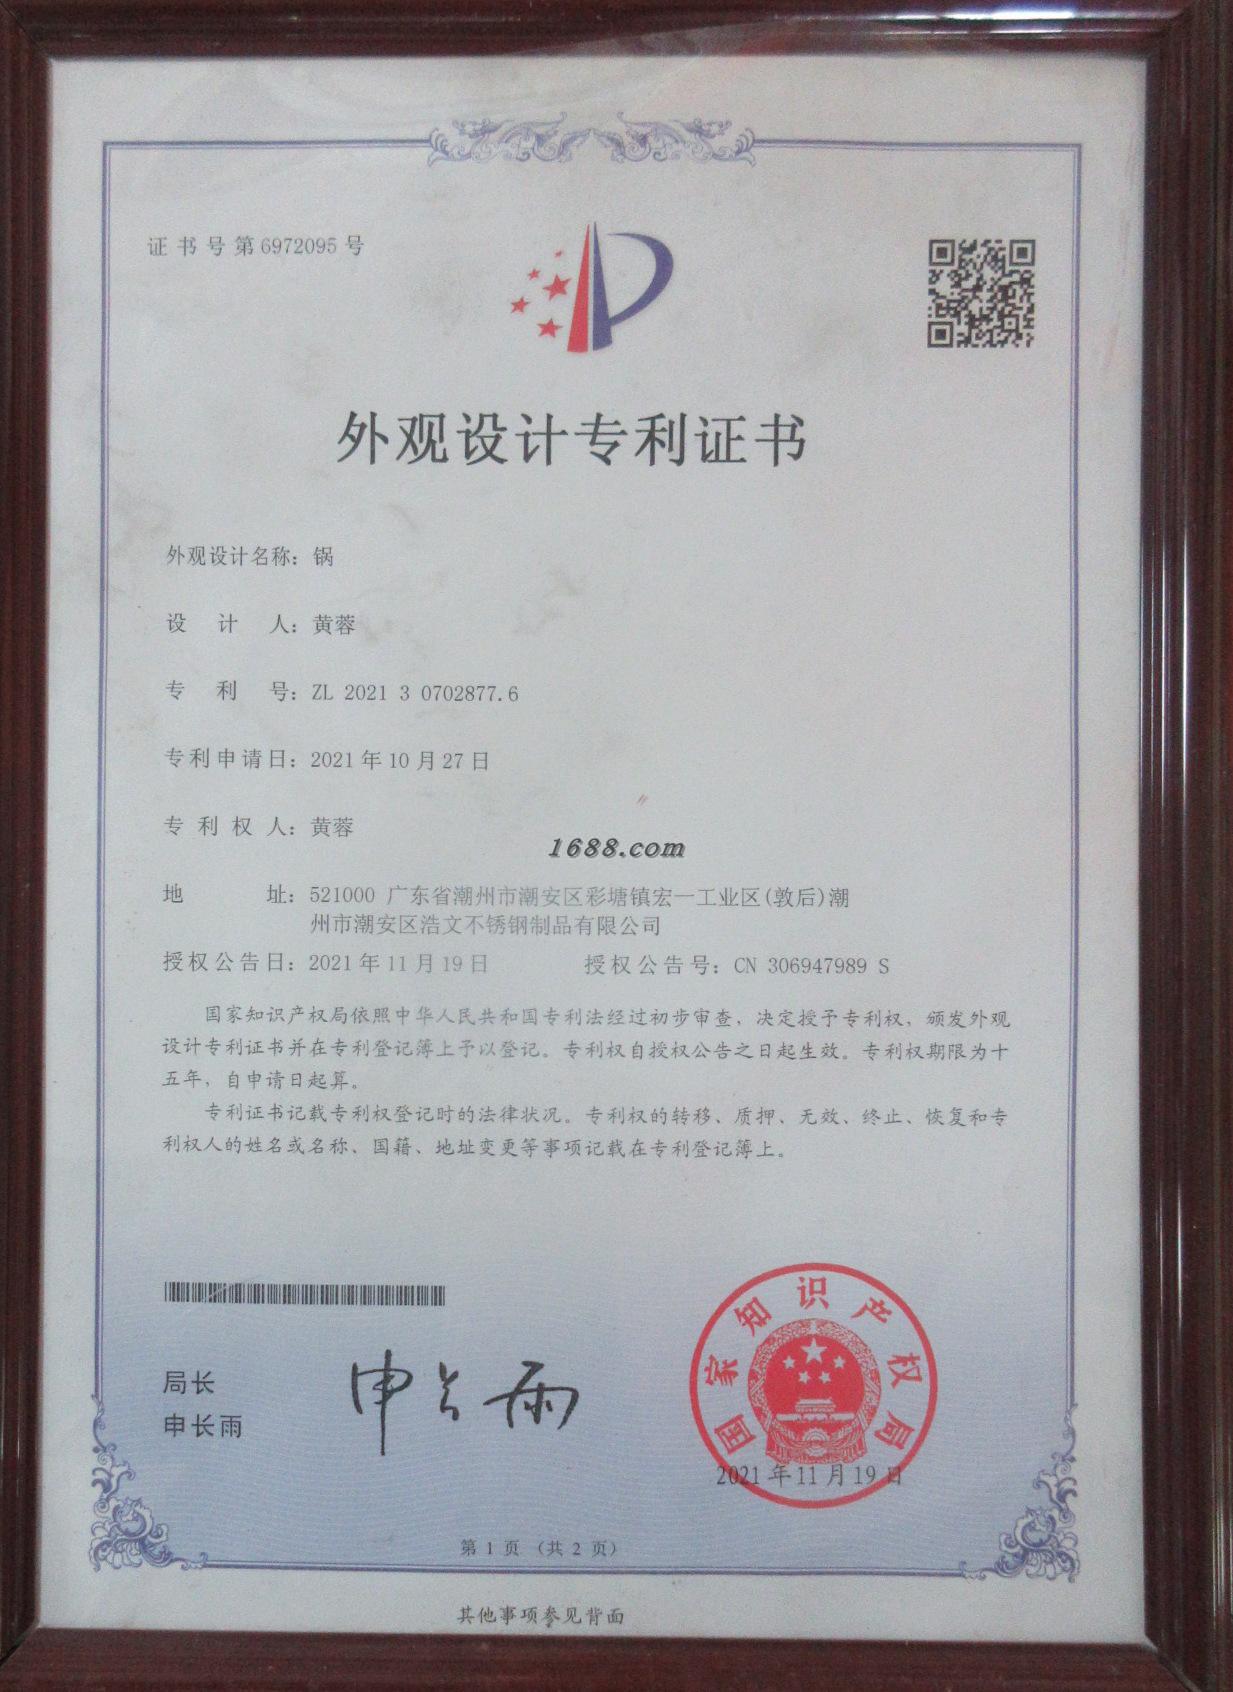 证书号第6972095号
外观设计专利证书
外观设计名称：锅
设计人：黄蓉
专利号：ZL 2021 3 0702877.6
专利申请日：2021年10月27日
专利权人：黄蓉
1688.com
地址：521000 广东省潮州市潮安区彩塘镇宏一工业区(敦后)潮
州市潮安区浩文不锈钢制品有限公司
授权公告日：2021年11月19日 授权公告号：CN 306947989 S
国家知识产权局依照中华人民共和国专利法经过初步审查，决定授予专利权，颁发外观
设计专利证书并在专利登记簿上予以登记。专利权自授权公告之日起生效。专利权期限为十
五年，自申请日起算。
专利证书记载专利权登记时的法律状况。专利权的转移、质押、无效、终止、恢复和专
利权人的姓名或名称、国籍、地址变更等事项记载在专利登记簿上。
局长
申长雨
申长雨
国家知识产权局
2021年11月19日
第 1 页 （共 2 页）
其他事项参见背面